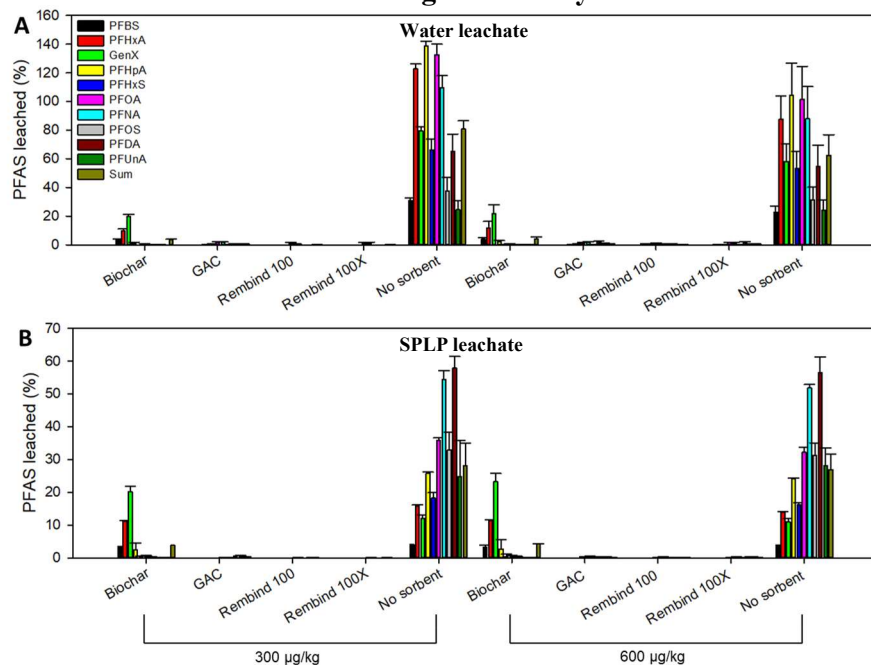 A
Water leachate
PFAS leached (%)
160
140
120
100
80
60
40
20
0
PFBS
PFHxA
GenX
PFHpA
PFHxS
PFOA
PFNA
PFOS
PFDA
PFUnA
Sum
Biochar
GAC
Rembind 100
Rembind 100X
No sorbent
Biochar
GAC
Rembind 100
Rembind 100X
No sorbent
B
SPLP leachate
PFAS leached (%)
70
60
50
40
30
20
10
0
Biochar
GAC
Rembind 100
Rembind 100X
No sorbent
Biochar
GAC
Rembind 100
Rembind 100X
No sorbent
300 µg/kg
600 µg/kg